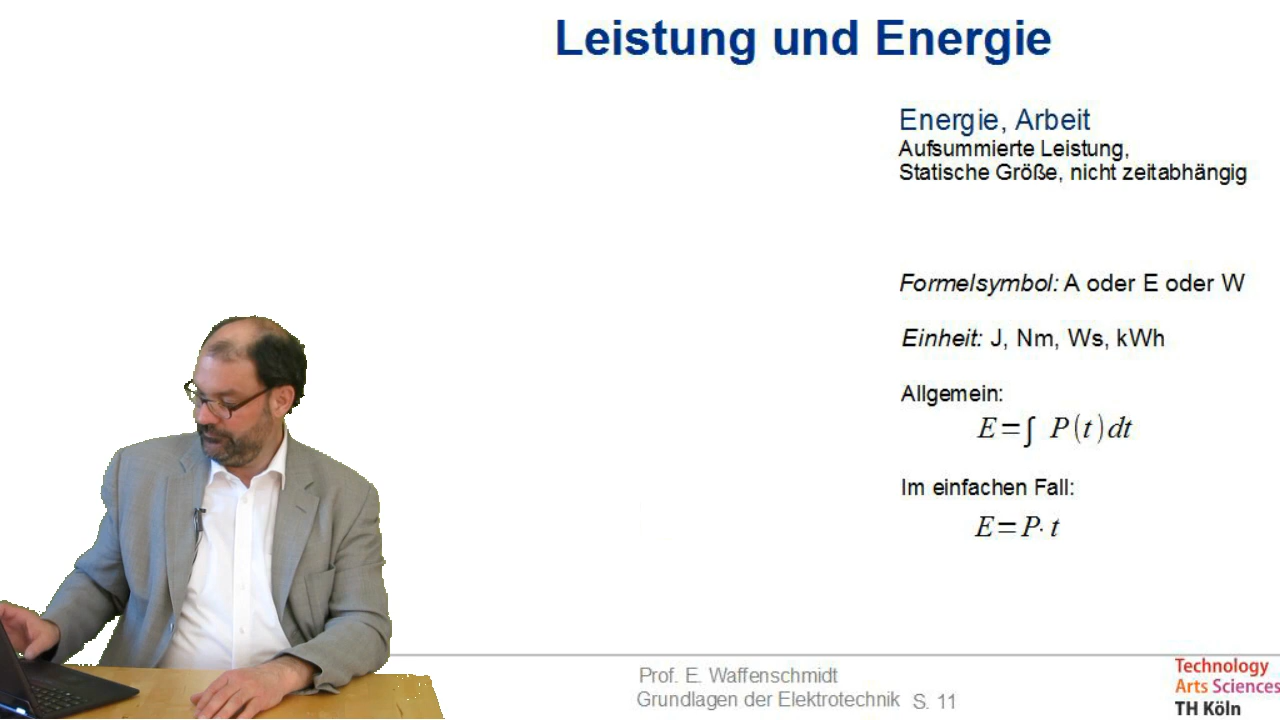 Leistung und Energie
Energie, Arbeit
Aufsummierte Leistung,
Statische Größe, nicht zeitabhängig
Formelsymbol: A oder E oder W
Einheit: J, Nm, Ws, kWh
Allgemein:
E=∫ P(t)dt
Im einfachen Fall:
E=P· t
Prof. E. Waffenschmidt
Grundlagen der Elektrotechnik S. 11
Technology
Arts Sciences
TH Köln